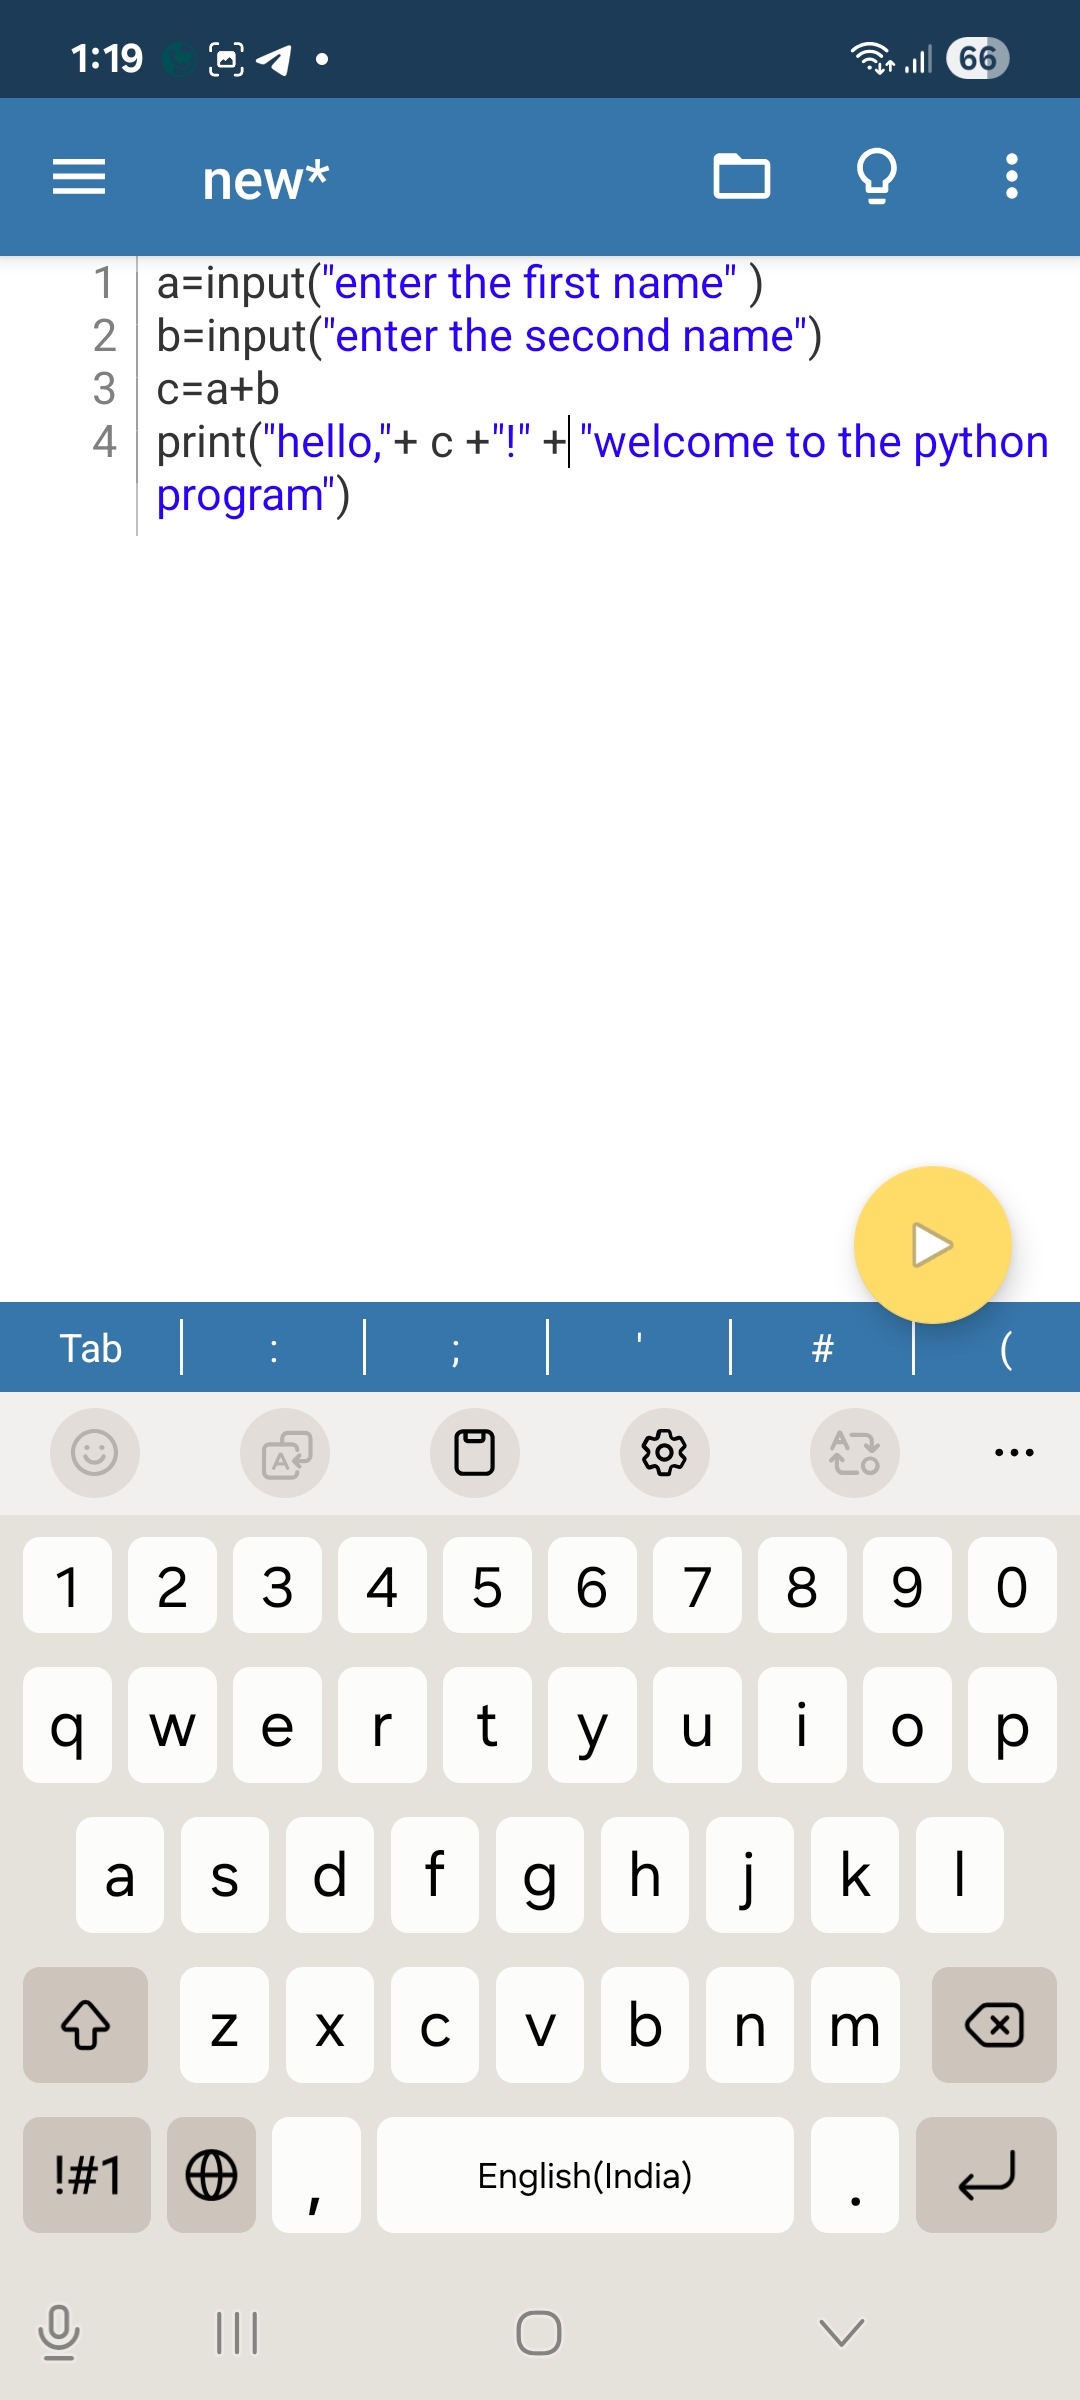 1:19
66
new*
1 a=input("enter the first name" )
2 b=input("enter the second name")
3 c=a+b
4 print("hello,"+ c +"!" + "welcome to the python
program")
Tab : ; ' # (
1 2 3 4 5 6 7 8 9 0
q w e r t y u i o p
a s d f g h j k l
z x c v b n m
!#1 , English(India) .